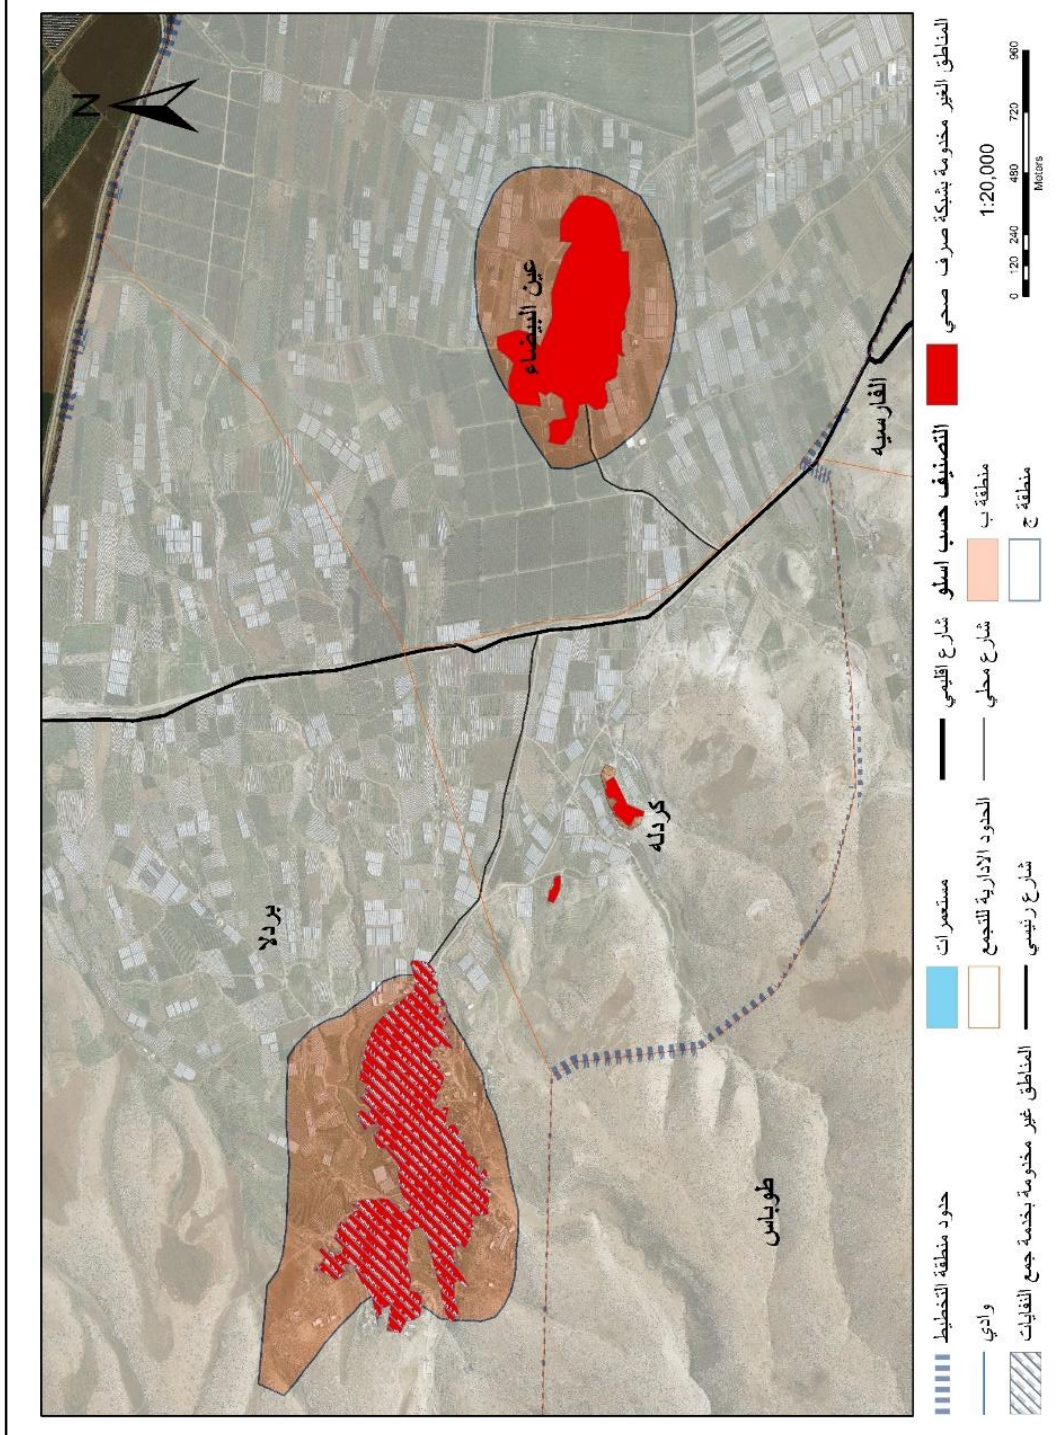 N
عين البيضاء
بردلا
كردله
الفارسيه
طوباس
حدود منطقة التخطيط
مستعمرات
شارع اقليمي
التصنيف حسب اسلو
المناطق الغير مخدومة بشبكة صرف صحي
وادي
الحدود الادارية للتجمع
شارع محلي
منطقة ب
المناطق غير مخدومة بخدمة جمع النفايات
شارع رئيسي
منطقة ج
1:20,000
0 120 240 480 720 960
Meters